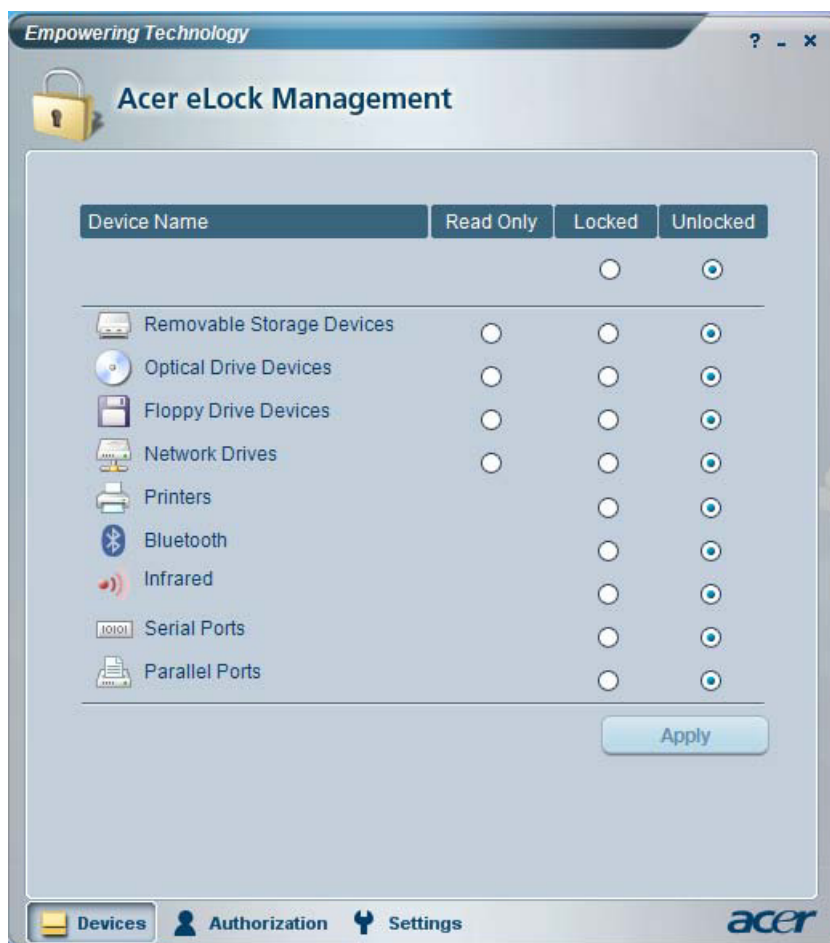 Empowering Technology ? - x
Acer eLock Management
Device Name Read Only Locked Unlocked
Removable Storage Devices
Optical Drive Devices
Floppy Drive Devices
Network Drives
Printers
Bluetooth
Infrared
10101 Serial Ports
Parallel Ports
Apply
Devices Authorization Settings acer